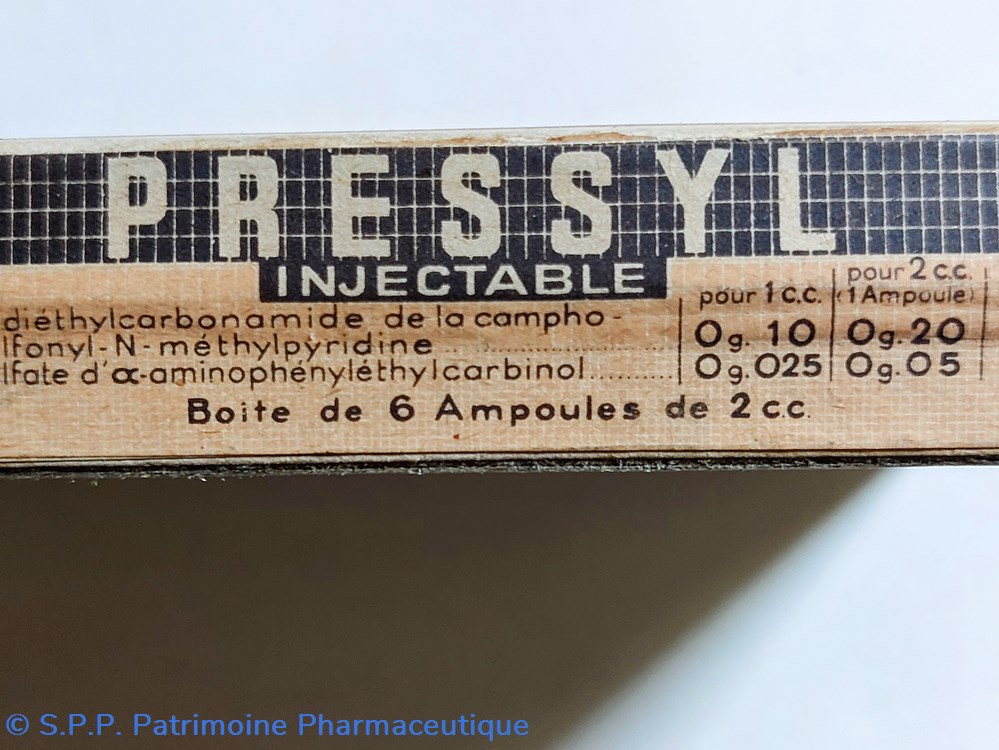 PRESSYL
INJECTABLE
pour 1 c.c. pour 2 c.c. (1 Ampoule)
diéthylcarbonamide de la campho-
lfonyl-N-méthylpyridine 0g.10 0g.20
lfate d'α-aminophényléthylcarbinol 0g.025 0g.05
Boite de 6 Ampoules de 2 c.c.
© S.P.P. Patrimoine Pharmaceutique